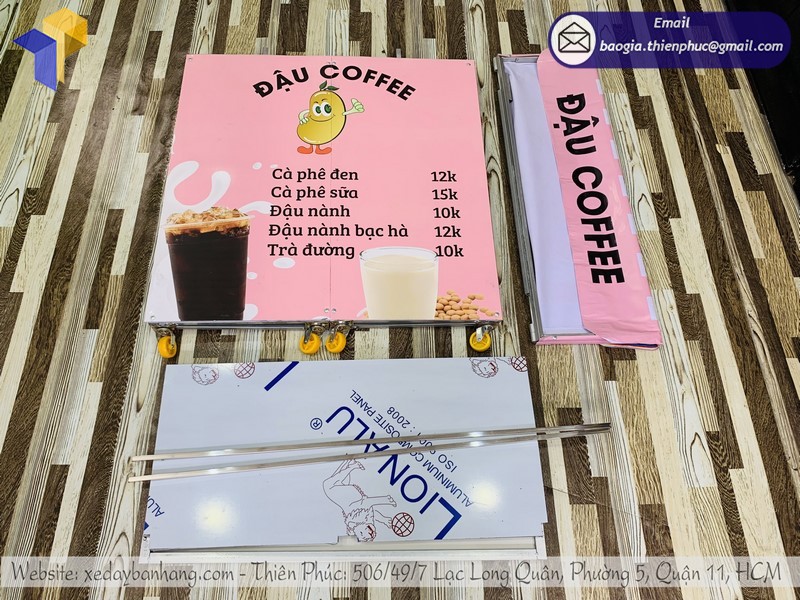 Email
baogia.thienphuc@gmail.com
ĐẬU COFFEE
Cà phê đen 12k
Cà phê sữa 15k
Đậu nành 10k
Đậu nành bạc hà 12k
Trà đường 10k
ĐẬU COFFEE
LIONALU®
ALUMINIUM COMPOSITE PANEL
ISO 9001 : 2008
ALU
Website: xedaybanhang.com - Thiên Phúc: 506/49/7 Lạc Long Quân, Phường 5, Quận 11, HCM